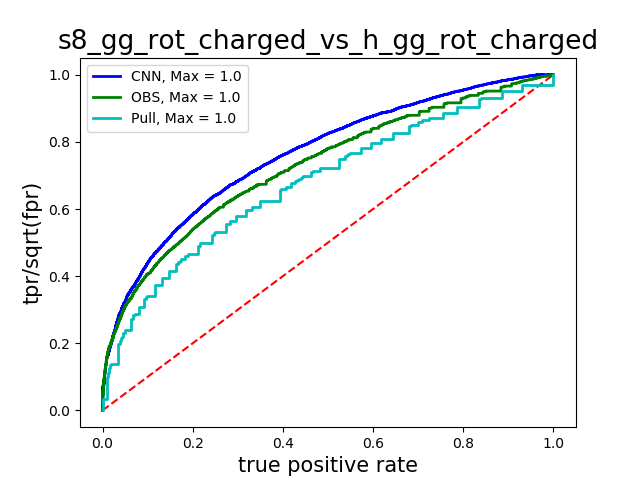 s8_gg_rot_charged_vs_h_gg_rot_charged
CNN, Max = 1.0
OBS, Max = 1.0
Pull, Max = 1.0
tpr/sqrt(fpr)
1.0
0.8
0.6
0.4
0.2
0.0
0.0 0.2 0.4 0.6 0.8 1.0
true positive rate